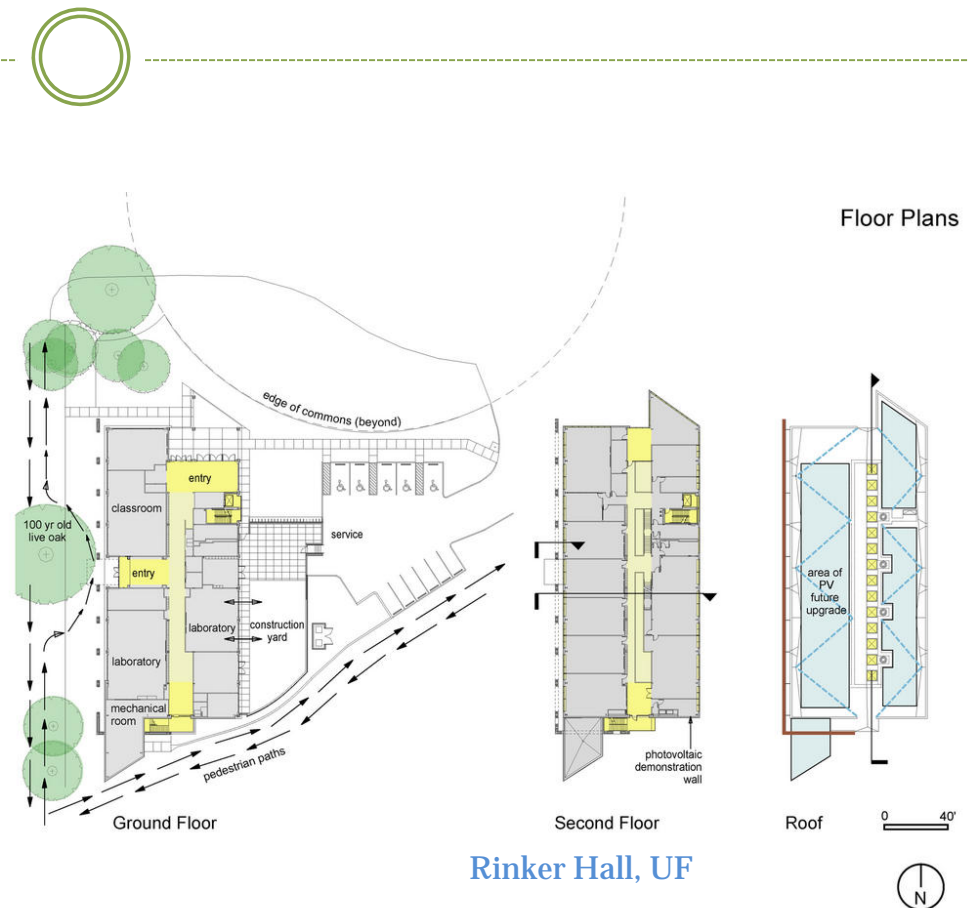 Floor Plans
edge of commons (beyond)
entry
classroom
100 yr old
live oak
service
entry
laboratory
construction
yard
laboratory
mechanical
room
pedestrian paths
Ground Floor
photovoltaic
demonstration
wall
Second Floor
area of
PV
future
upgrade
Roof
0 40'
Rinker Hall, UF
N